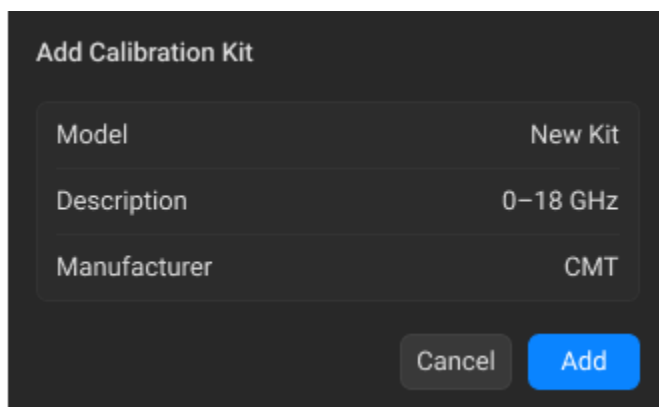 Add Calibration Kit
Model New Kit
Description 0–18 GHz
Manufacturer CMT
Cancel Add